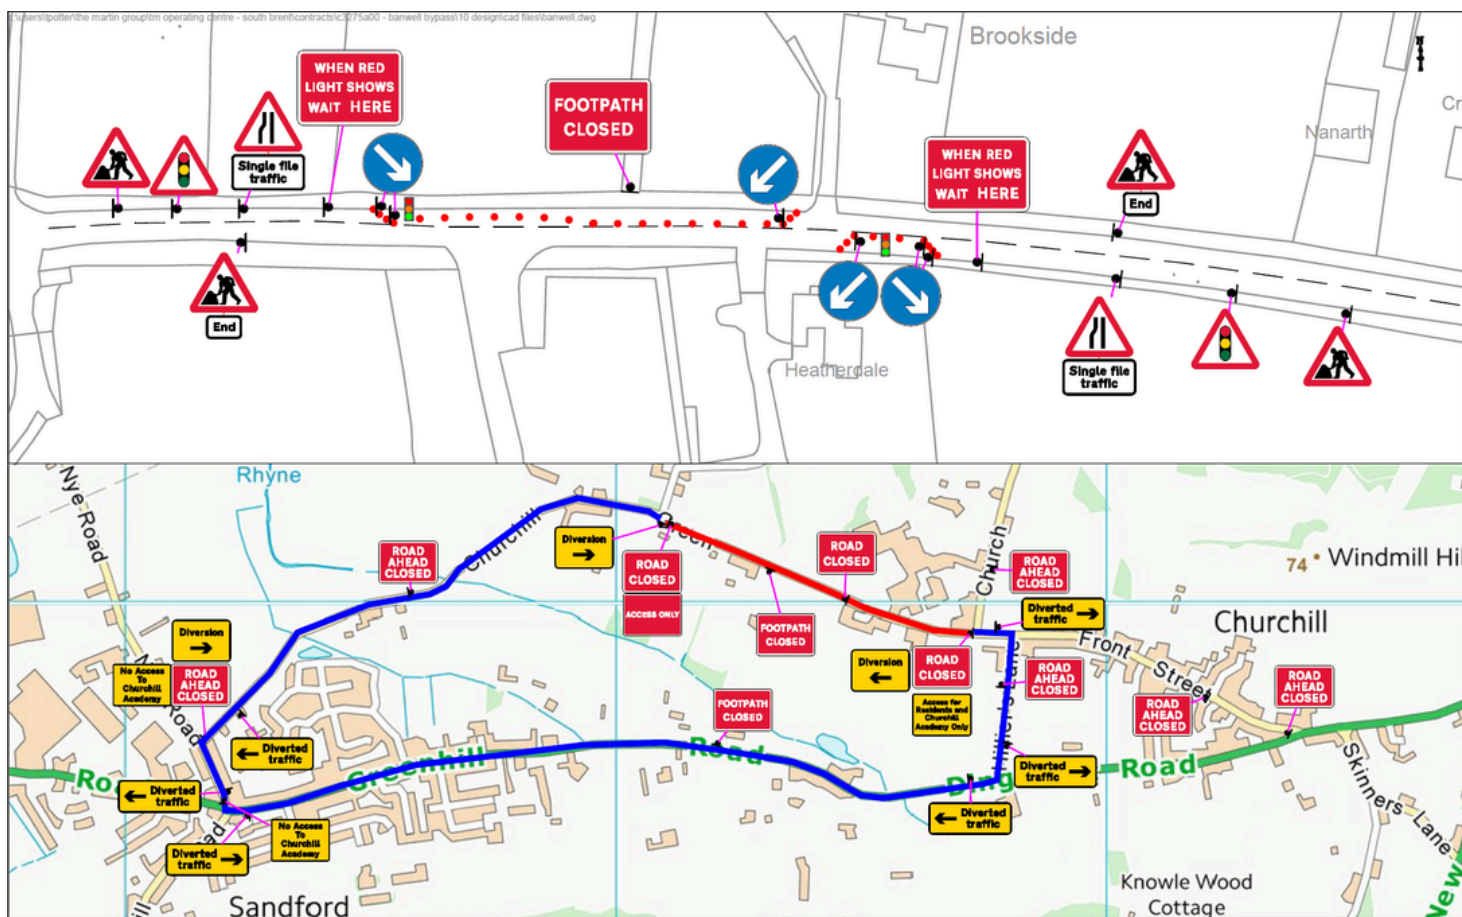 :\users\tpotter\the martin group\tm operating centre - south brent\contracts\c3275a00 - banwell bypass\10 design\cad files\banwell.dwg
Brookside
WHEN RED
LIGHT SHOWS
WAIT HERE
FOOTPATH
CLOSED
Nanarth
Single file
traffic
WHEN RED
LIGHT SHOWS
WAIT HERE
End
End
Heatherdale
Single file
traffic
Rhyne
Nye Road
Churchill
Diversion
Green
ROAD
AHEAD
CLOSED
ROAD
CLOSED
ACCESS ONLY
ROAD
CLOSED
Church
ROAD
AHEAD
CLOSED
74
Windmill Hil
Diverted
traffic
Churchill
FOOTPATH
CLOSED
Diversion
No Access
To
Churchill
Academy
ROAD
AHEAD
CLOSED
Diversion
ROAD
CLOSED
Access for
Residents and
Churchill
Academy Only
Front Street
ROAD
AHEAD
CLOSED
ROAD
AHEAD
CLOSED
ROAD
AHEAD
CLOSED
FOOTPATH
CLOSED
Diverted
traffic
Greenhill
Road
Road
Diverted
traffic
Diverted
traffic
Ding
Road
Skinners Lane
Diverted
traffic
No Access
To
Churchill
Academy
Diverted
traffic
Sandford
Knowle Wood
Cottage